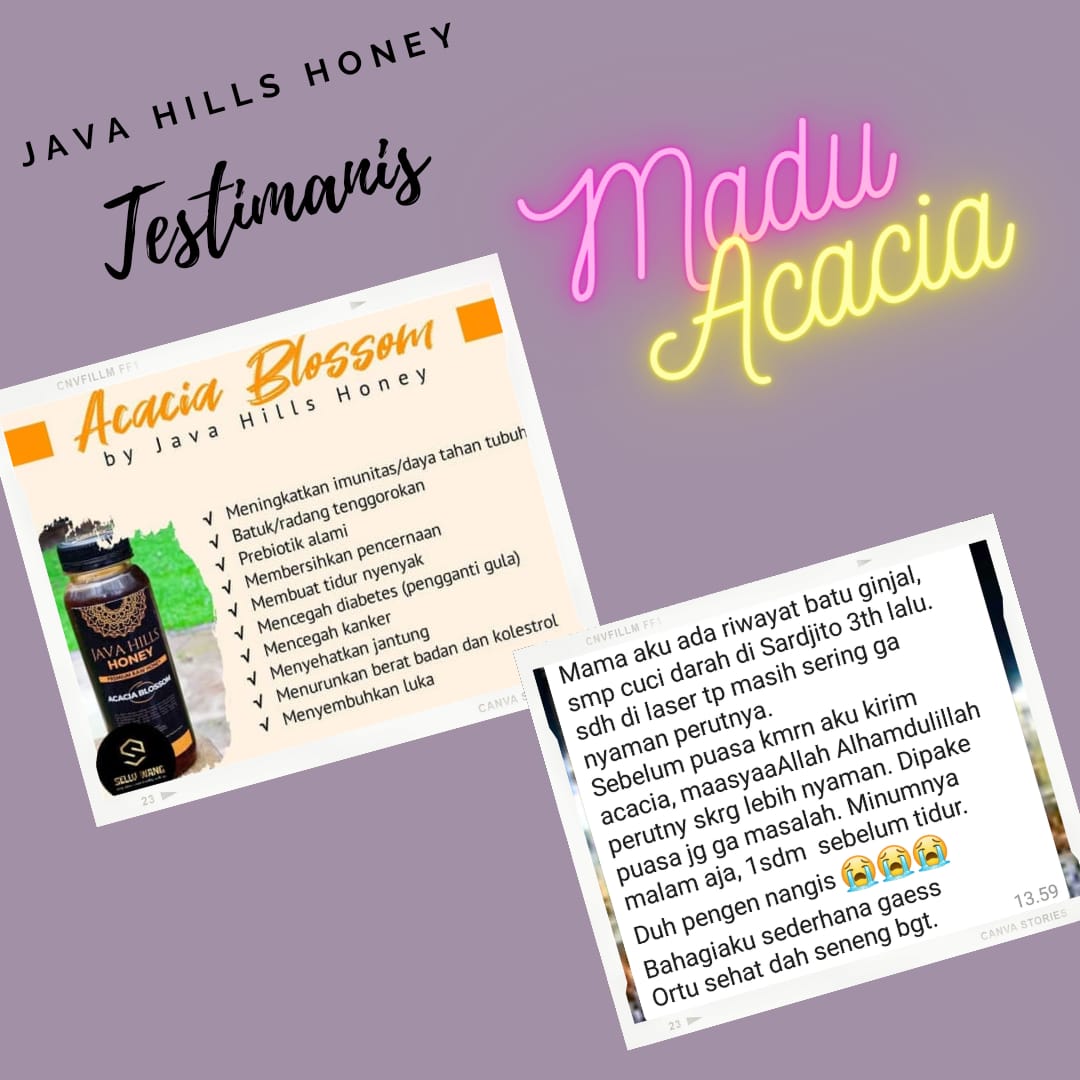 JAVA HILLS HONEY
Testimanis
Madu
Acacia
CNVFILLM FF1
Acacia Blossom
by Java Hills Honey
√ Meningkatkan imunitas/daya tahan tubuh
√ Batuk/radang tenggorokan
√ Prebiotik alami
√ Membersihkan pencernaan
√ Membuat tidur nyenyak
√ Mencegah diabetes (pengganti gula)
√ Mencegah kanker
√ Menyehatkan jantung
√ Menurunkan berat badan dan kolestrol
√ Menyembuhkan luka
JAVA HILLS
HONEY
PREMIUM RAW HONEY
ACACIA BLOSSOM
SELUJ WANG
CANVA S
23
CNVFILLM FF1
Mama aku ada riwayat batu ginjal,
smp cuci darah di Sardjito 3th lalu.
sdh di laser tp masih sering ga
nyaman perutnya.
Sebelum puasa kmrn aku kirim
acacia, maasyaaAllah Alhamdulillah
perutny skrg lebih nyaman. Dipake
puasa jg ga masalah. Minumnya
malam aja, 1sdm sebelum tidur.
Duh pengen nangis 😭😭😭
Bahagiaku sederhana gaess
Ortu sehat dah seneng bgt.
13.59
CANVA STORIES
23